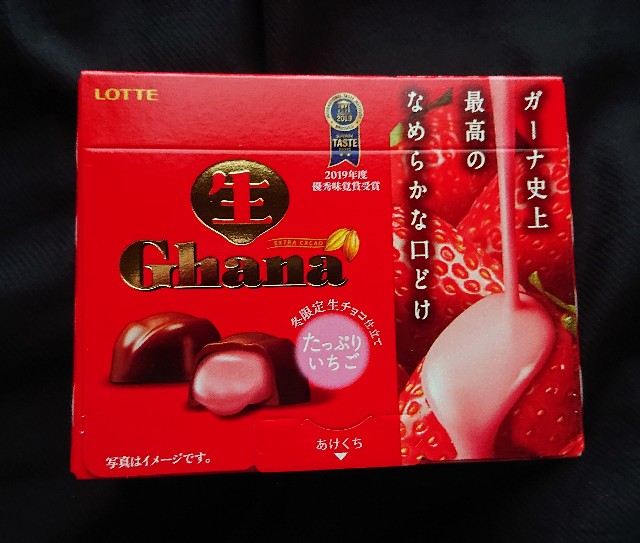 LOTTE
2019
TASTE
2019年度
優秀味覚賞受賞
生
EXTRA CACAO
Ghana
冬限定生チョコ仕立て
たっぷり
いちご
ガーナ史上
最高の
なめらかな口どけ
あけくち
写真はイメージです。